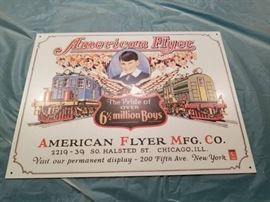 American Flyer
The Pride of
OVER
6½ million Boys
AMERICAN FLYER MFG. CO.
2219-39 SO. HALSTED ST. CHICAGO, ILL.
Visit our permanent display - 200 Fifth Ave. New York